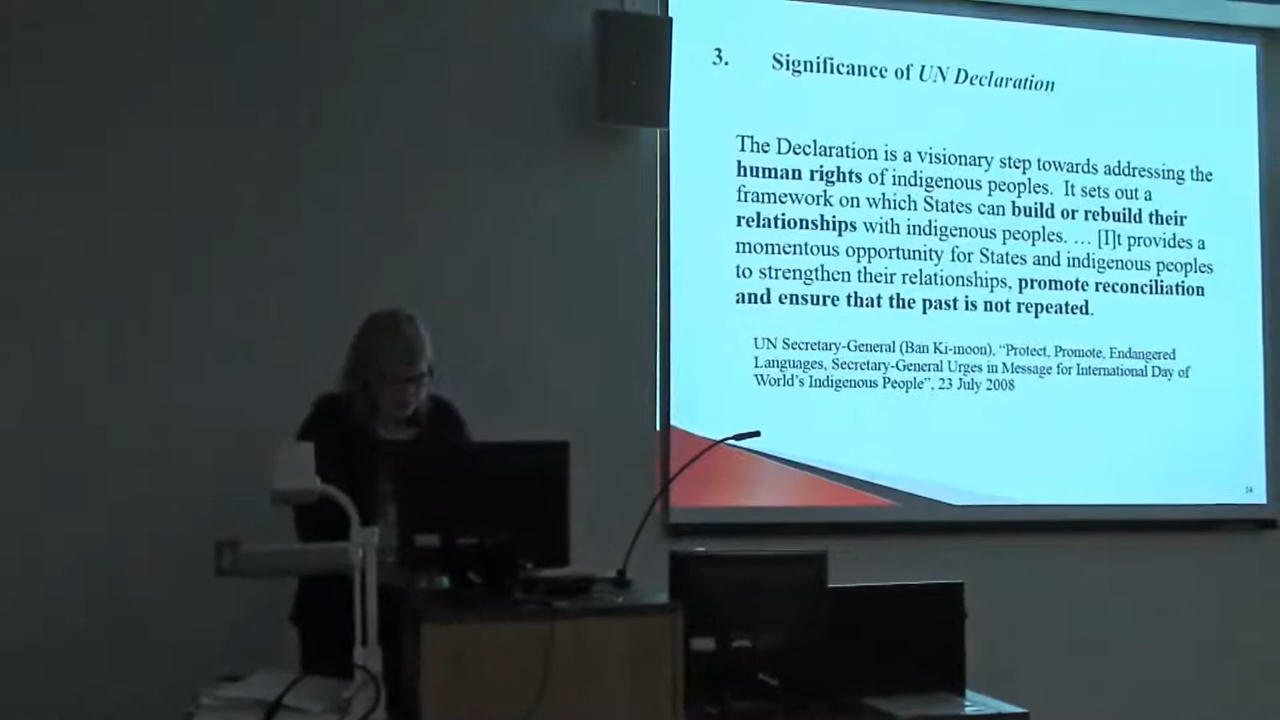 3. Significance of UN Declaration
The Declaration is a visionary step towards addressing the
human rights of indigenous peoples. It sets out a
framework on which States can build or rebuild their
relationships with indigenous peoples. … [I]t provides a
momentous opportunity for States and indigenous peoples
to strengthen their relationships, promote reconciliation
and ensure that the past is not repeated.
UN Secretary-General (Ban Ki-moon), “Protect, Promote, Endangered
Languages, Secretary-General Urges in Message for International Day of
World’s Indigenous People”, 23 July 2008
14